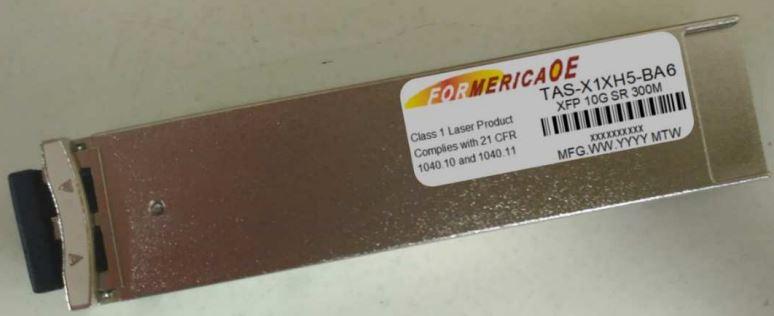 FORMERICAOE
TAS-X1XH5-BA6
XFP 10G SR 300M
Class 1 Laser Product
Complies with 21 CFR
1040.10 and 1040.11
xxxxxxxxxx
MFG.WW.YYYY MTW